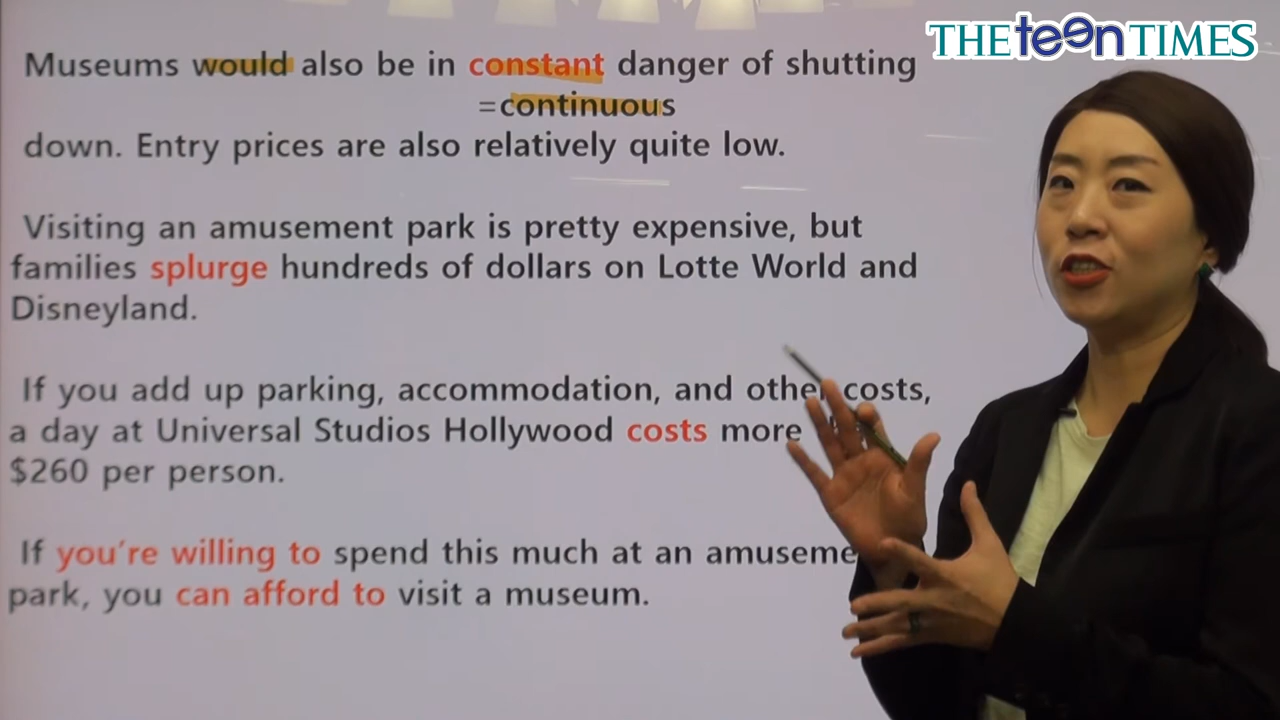 THE teen TIMES
Museums would also be in constant danger of shutting
=continuous
down. Entry prices are also relatively quite low.
Visiting an amusement park is pretty expensive, but
families splurge hundreds of dollars on Lotte World and
Disneyland.
If you add up parking, accommodation, and other costs,
a day at Universal Studios Hollywood costs more
$260 per person.
If you're willing to spend this much at an amuseme
park, you can afford to visit a museum.